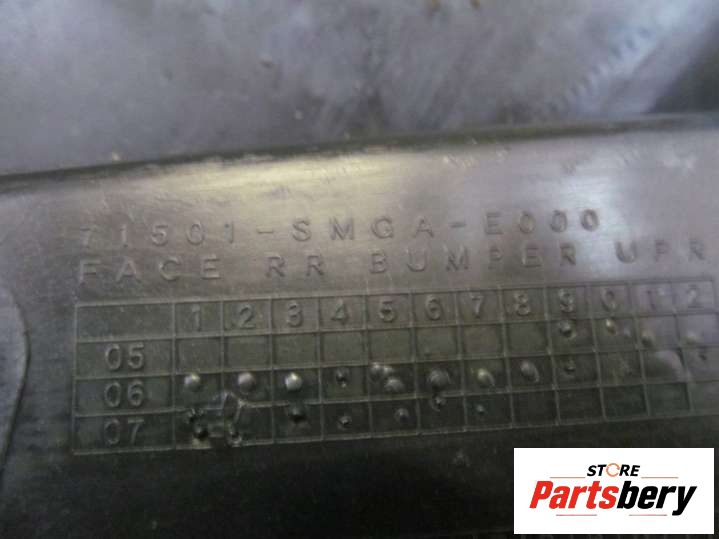 71501-SMGA-E000
FACE RR BUMPER UPR
1 2 3 4 5 6 7 8 9 0 1 2
05
06
07
STORE
Partsbery